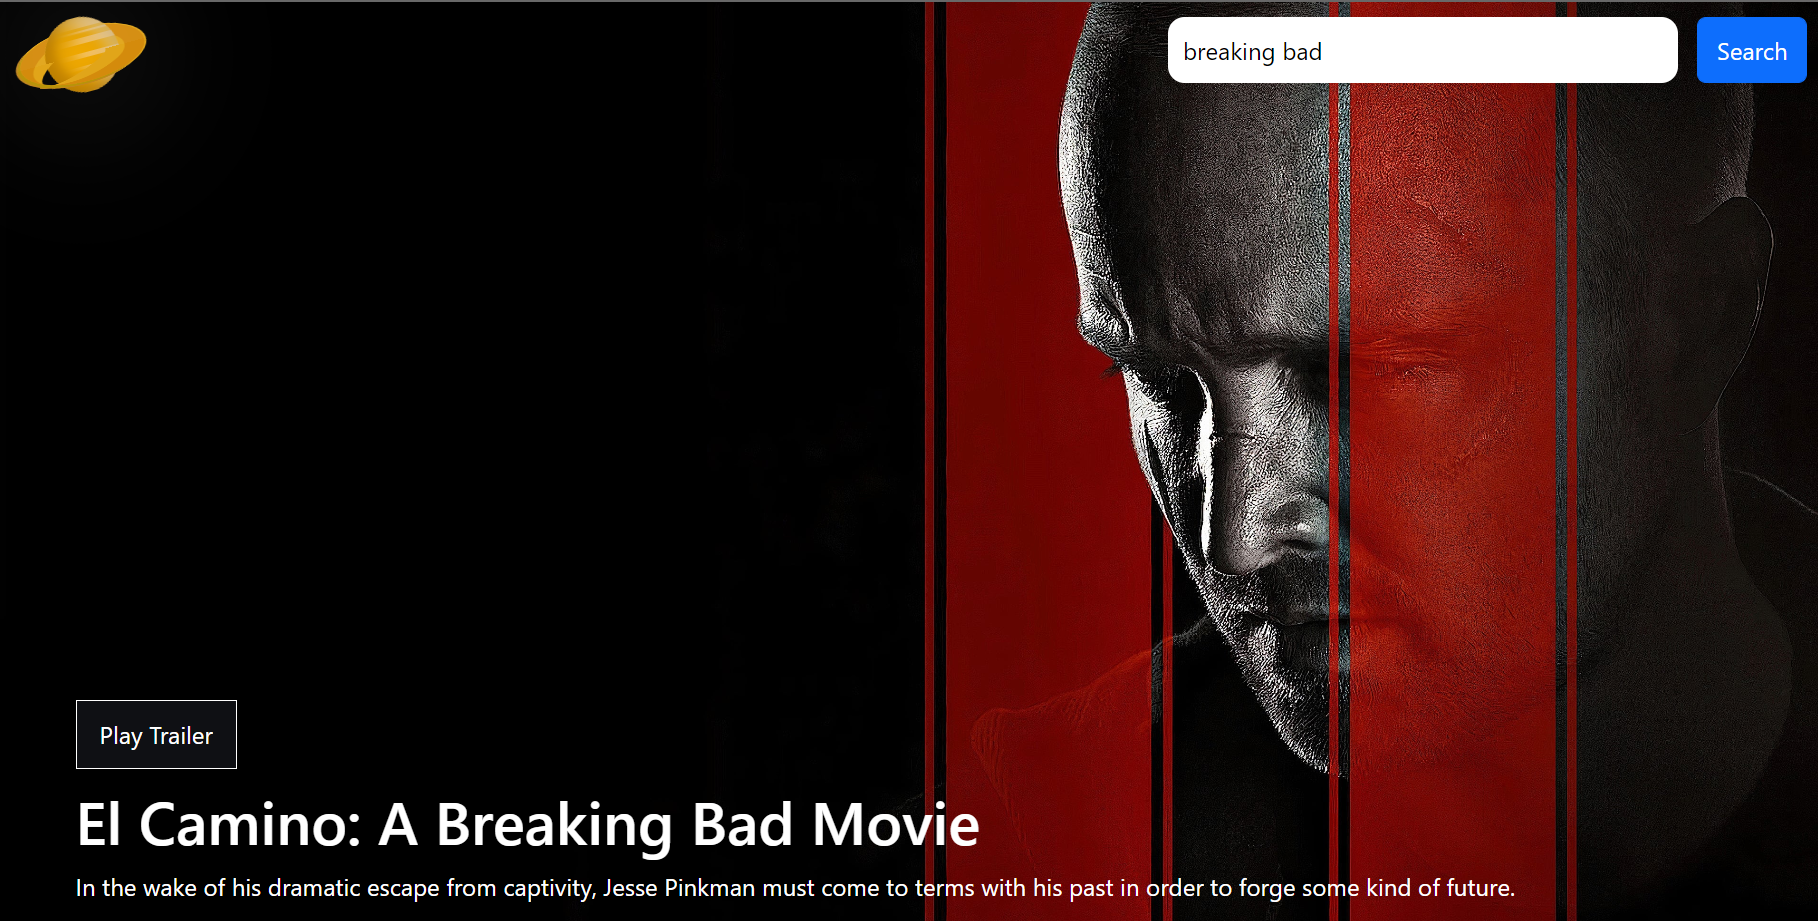 breaking bad
Search
Play Trailer
El Camino: A Breaking Bad Movie
In the wake of his dramatic escape from captivity, Jesse Pinkman must come to terms with his past in order to forge some kind of future.